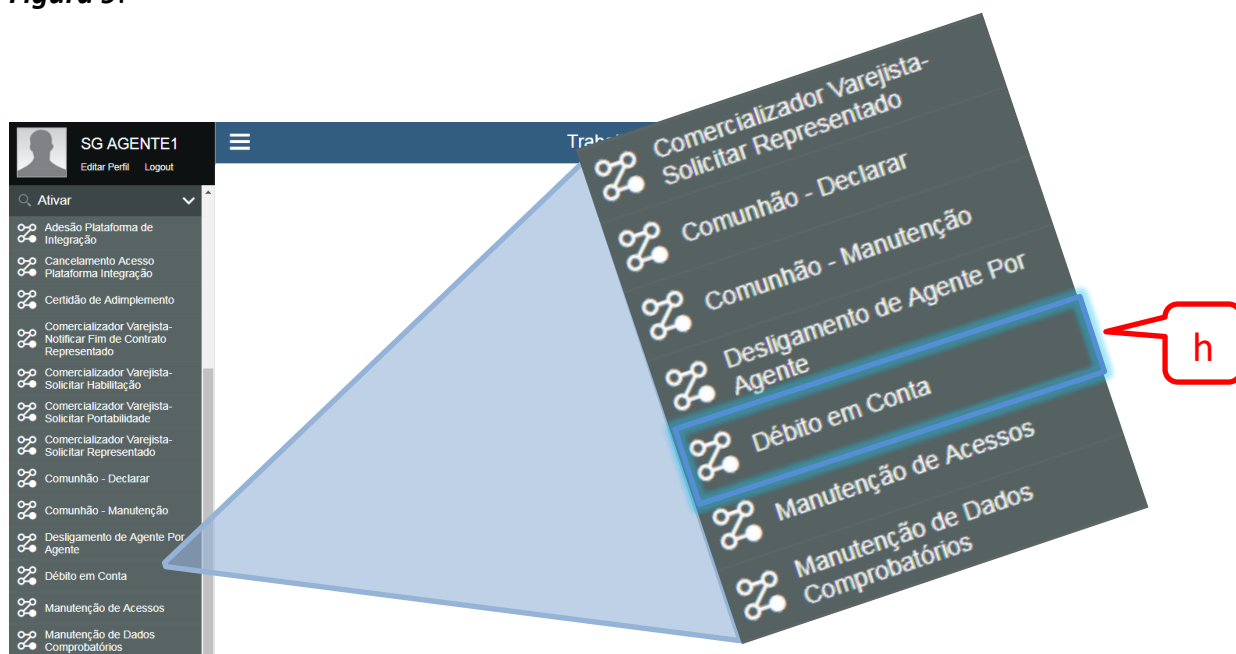 SG AGENTE1
Editar Perfil Logout
Ativar
Adesão Plataforma de
Integração
Cancelamento Acesso
Plataforma Integração
Certidão de Adimplemento
Comercializador Varejista-
Notificar Fim de Contrato
Representado
Comercializador Varejista-
Solicitar Habilitação
Comercializador Varejista-
Solicitar Portabilidade
Comercializador Varejista-
Solicitar Representado
Comunhão - Declarar
Comunhão - Manutenção
Desligamento de Agente Por
Agente
Débito em Conta
Manutenção de Acessos
Manutenção de Dados
Comprobatórios
Comercializador Varejista-
Solicitar Representado
Comunhão - Declarar
Comunhão - Manutenção
Desligamento de Agente Por
Agente
Débito em Conta
Manutenção de Acessos
Manutenção de Dados
Comprobatórios
h